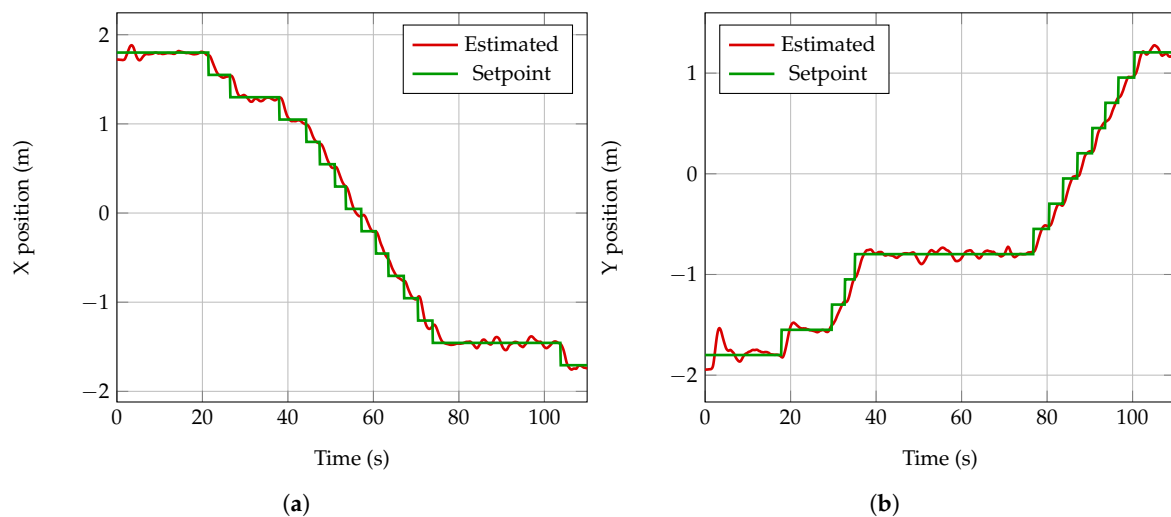 2
1
0
−1
−2
X position (m)
0
20
40
60
80
100
Time (s)
Estimated
Setpoint
(a)
1
0
−1
−2
Y position (m)
0
20
40
60
80
100
Time (s)
Estimated
Setpoint
(b)